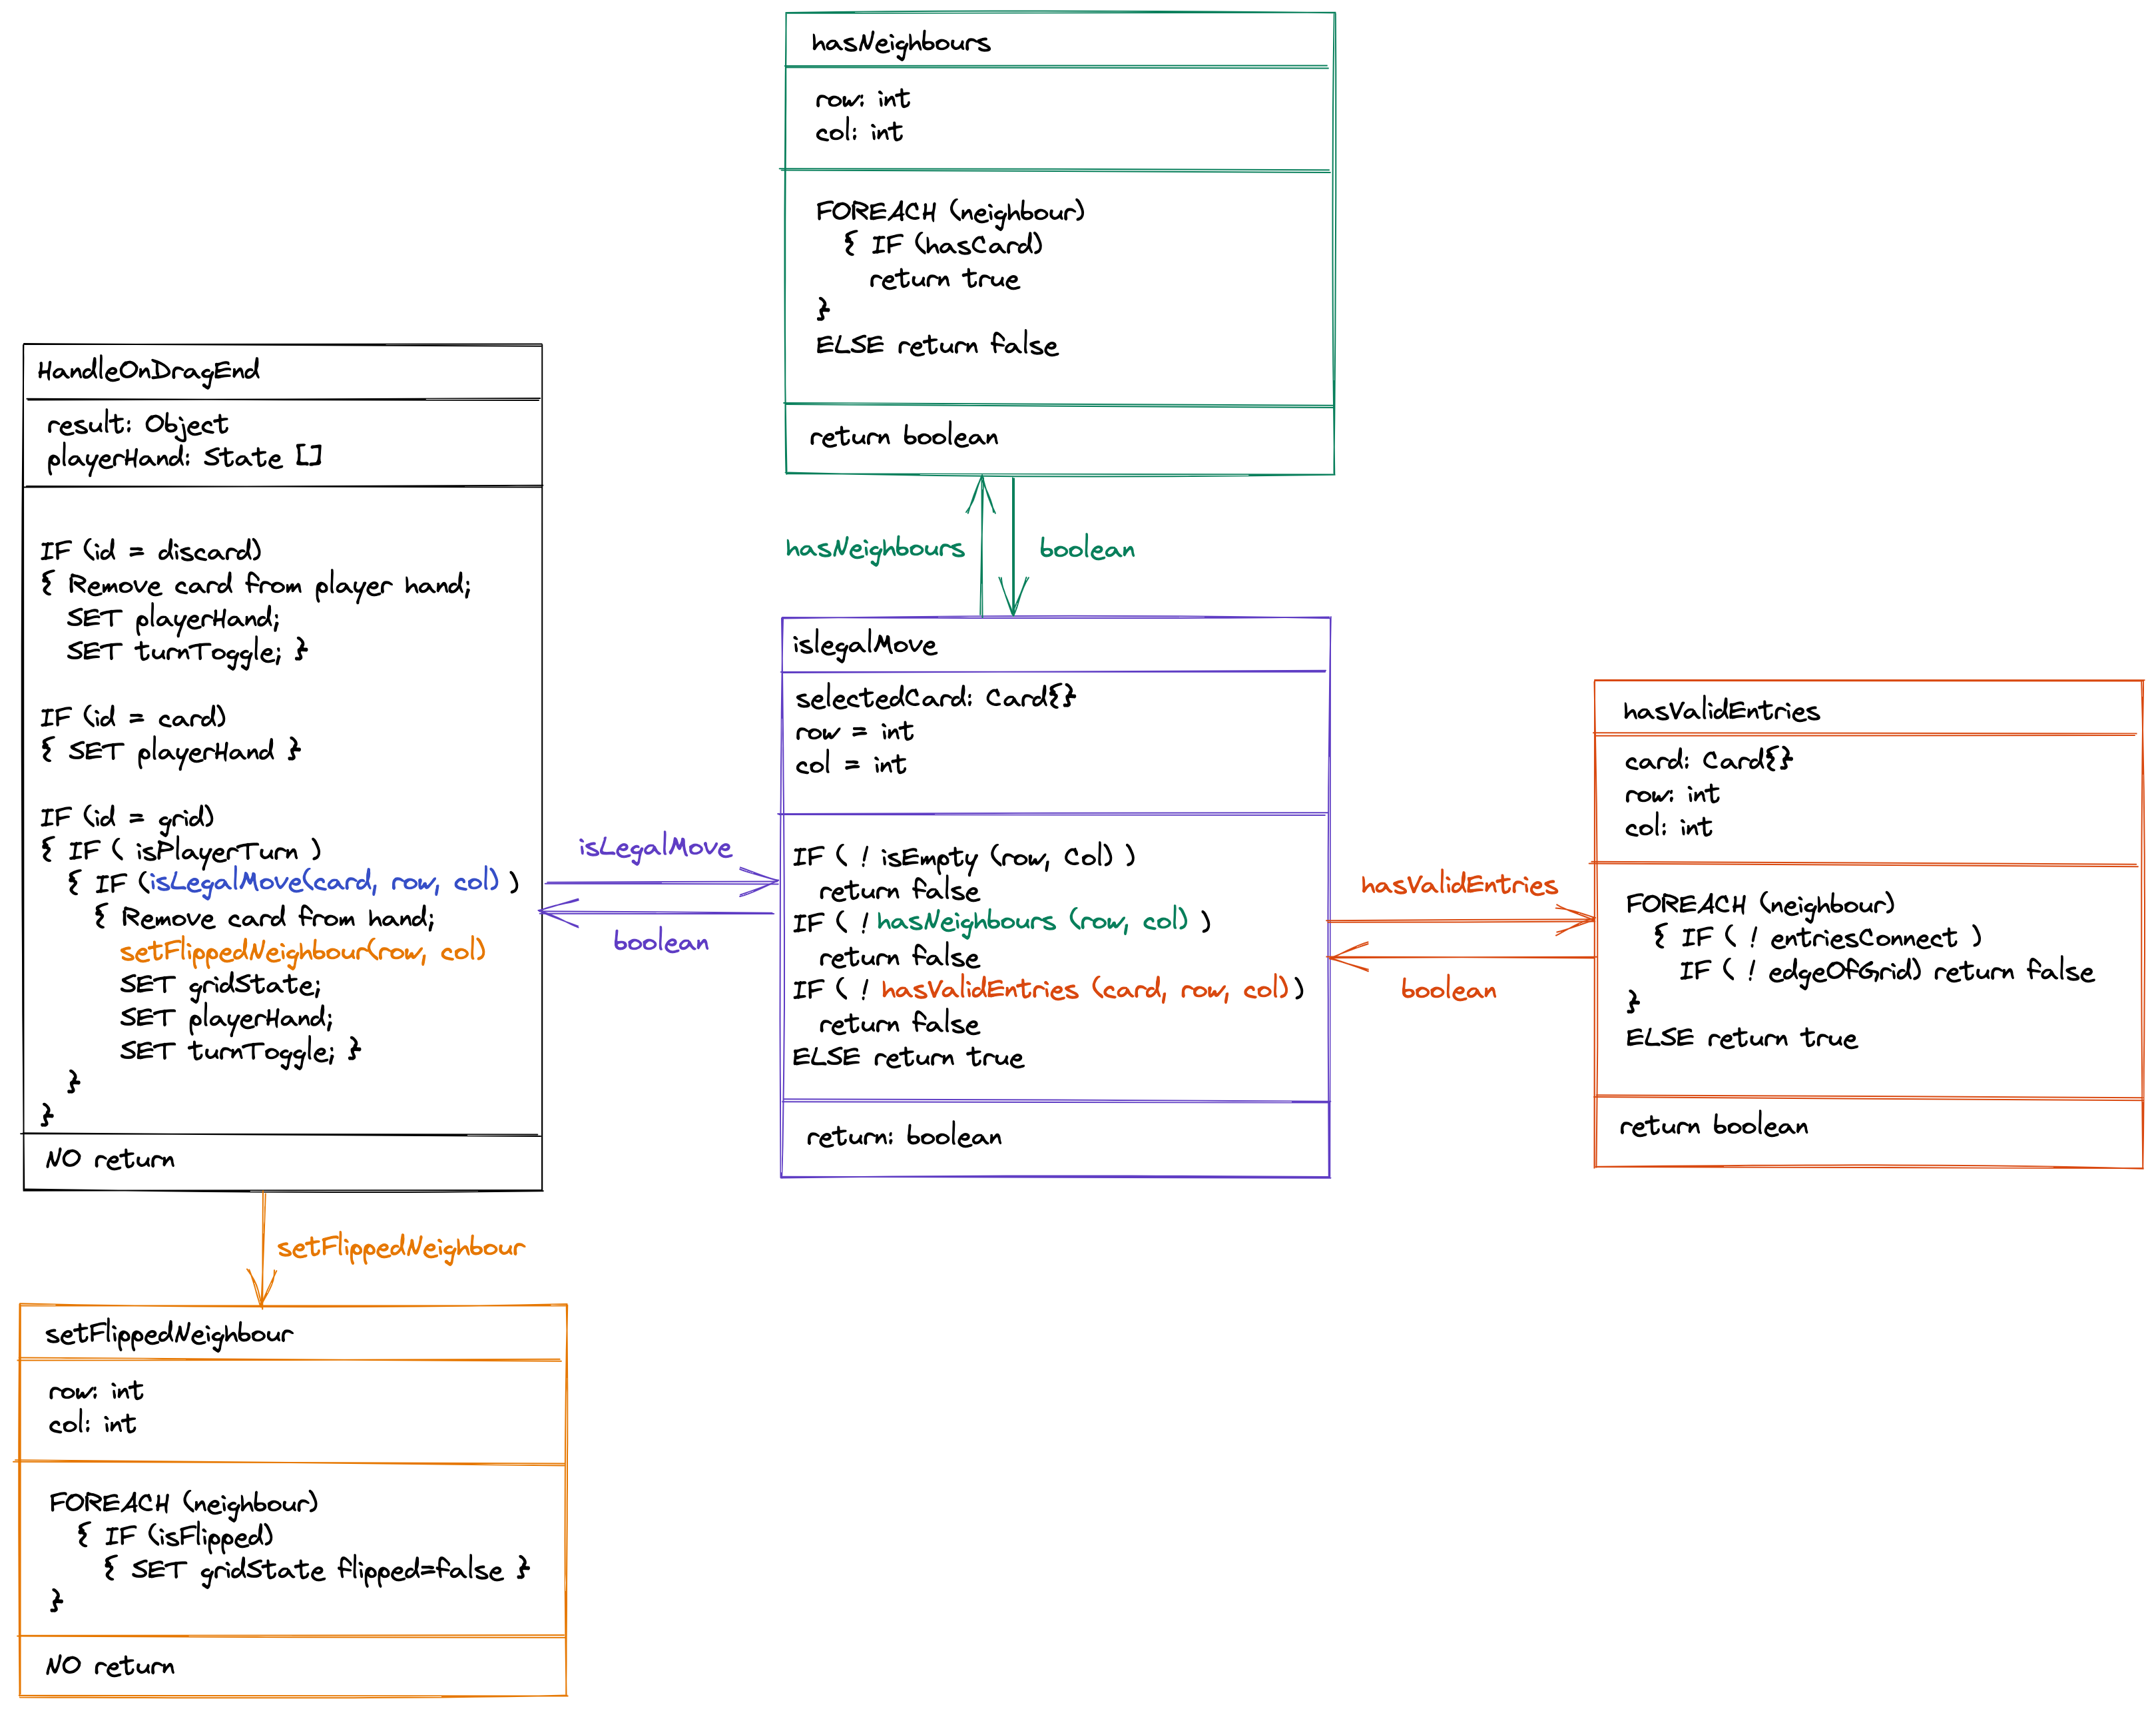 hasNeighbours
row: int
col: int
FOREACH (neighbour)
{ IF (hasCard)
return true
}
ELSE return false
return boolean
HandleOnDragEnd
result: Object
playerHand: State []
IF (id = discard)
{ Remove card from player hand;
SET playerHand;
SET turnToggle; }
IF (id = card)
{ SET playerHand }
IF (id = grid)
{ IF ( isPlayerTurn )
{ IF (isLegalMove(card, row, col) )
{ Remove card from hand;
setFlippedNeighbour(row, col)
SET gridState;
SET playerHand;
SET turnToggle; }
}
}
NO return
hasNeighbours
boolean
isLegalMove
boolean
islegalMove
selectedCard: Card{}
row = int
col = int
IF ( ! isEmpty (row, Col) )
return false
IF ( ! hasNeighbours (row, col) )
return false
IF ( ! hasValidEntries (card, row, col) )
return false
ELSE return true
return: boolean
hasValidEntries
boolean
hasValidEntries
card: Card{}
row: int
col: int
FOREACH (neighbour)
{ IF ( ! entriesConnect )
IF ( ! edgeOfGrid) return false
}
ELSE return true
return boolean
setFlippedNeighbour
setFlippedNeighbour
row: int
col: int
FOREACH (neighbour)
{ IF (isFlipped)
{ SET gridState flipped=false }
}
NO return